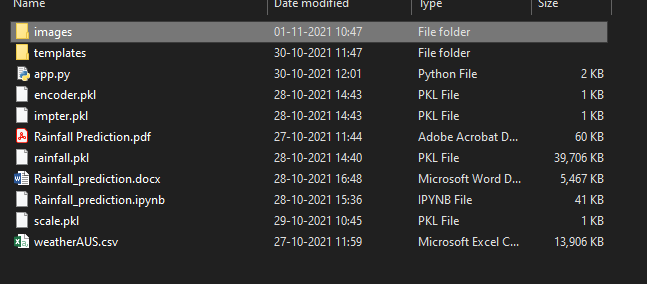 Name Date modified Type Size
images 01-11-2021 10:47 File folder
templates 30-10-2021 11:47 File folder
app.py 30-10-2021 12:01 Python File 2 KB
encoder.pkl 28-10-2021 14:43 PKL File 1 KB
impter.pkl 28-10-2021 14:43 PKL File 1 KB
Rainfall Prediction.pdf 27-10-2021 11:44 Adobe Acrobat D... 60 KB
rainfall.pkl 28-10-2021 14:40 PKL File 39,706 KB
Rainfall_prediction.docx 28-10-2021 16:48 Microsoft Word D... 5,467 KB
Rainfall_prediction.ipynb 28-10-2021 15:36 IPYNB File 41 KB
scale.pkl 29-10-2021 10:45 PKL File 1 KB
weatherAUS.csv 27-10-2021 11:59 Microsoft Excel C... 13,906 KB